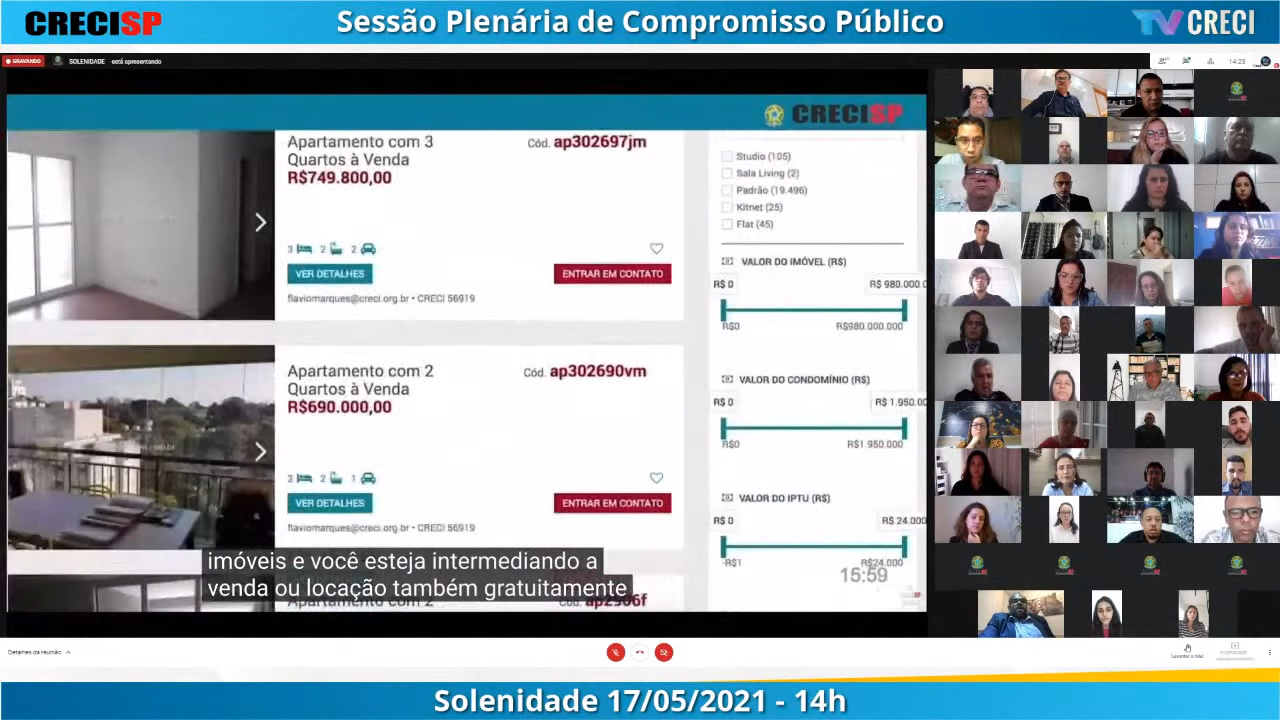 CRECISP
Sessão Plenária de Compromisso Público
TV CRECI
GRAVANDO
SOLENIDADE está apresentando
14:23
CRECISP
Apartamento com 3
Quartos à Venda
R$749.800,00
Cód. ap302697jm
3 2 2
VER DETALHES
ENTRAR EM CONTATO
flaviomarques@creci.org.br • CRECI 56919
Apartamento com 2
Quartos à Venda
R$690.000,00
Cód. ap302690vm
2 2 1
VER DETALHES
ENTRAR EM CONTATO
flaviomarques@creci.org.br • CRECI 56919
Studio (105)
Sala Living (2)
Padrão (19.496)
Kitnet (25)
Flat (45)
VALOR DO IMÓVEL (R$)
R$ 0 R$ 980.000.0
R$0 R$980.000.000
VALOR DO CONDOMÍNIO (R$)
R$ 0 R$ 1.950.0
R$0 R$1.950.000
VALOR DO IPTU (R$)
R$ 0 R$ 24.000
-R$1 R$24.000
15:59
imóveis e você esteja intermediando a
venda ou locação também gratuitamente
Detalhes da reunião
Levantar a mão
Solenidade 17/05/2021 - 14h